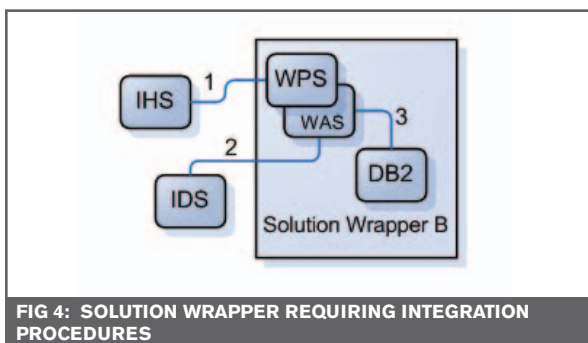 WPS
1
IHS
WAS
3
2
DB2
IDS
Solution Wrapper B
FIG 4: SOLUTION WRAPPER REQUIRING INTEGRATION
PROCEDURES